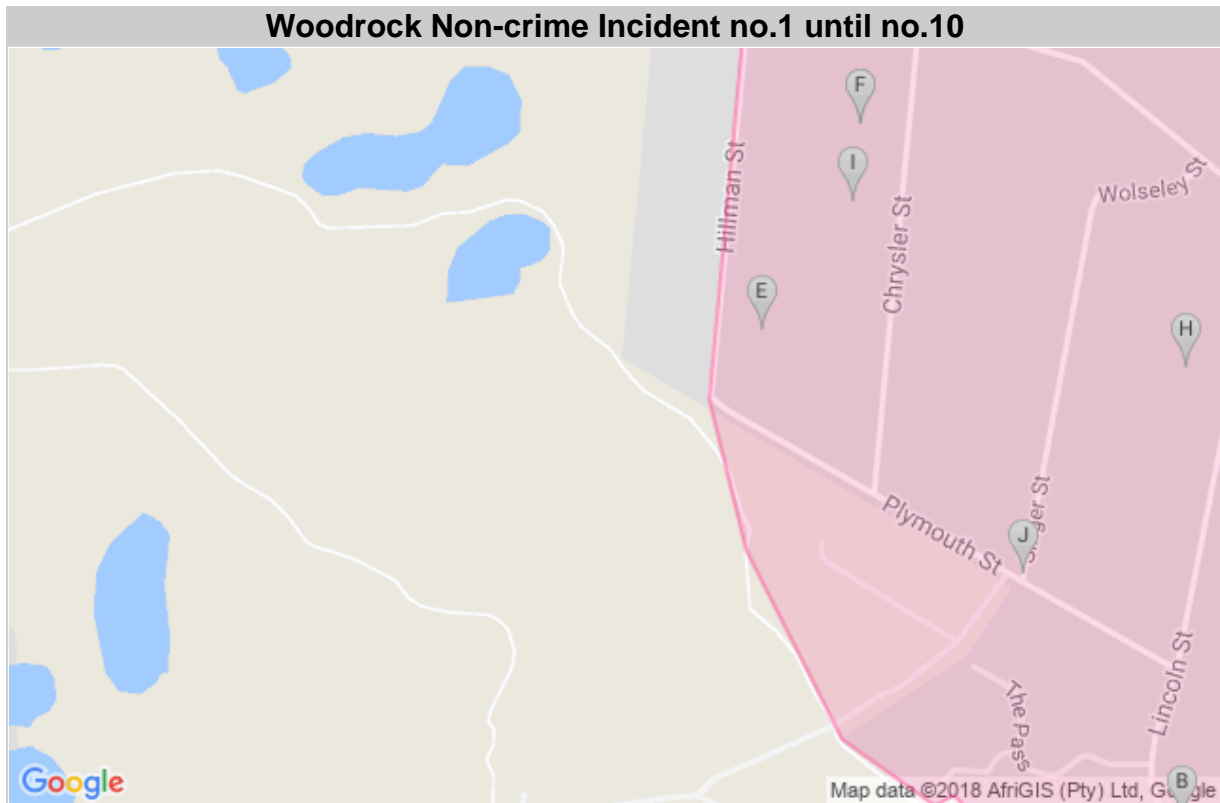 Woodrock Non-crime Incident no.1 until no.10
F
I
Hillman St
Wolseley St
Chrysler St
E
H
J
Plymouth St
Lincoln St
The Pass
B
Google
Map data ©2018 AfriGIS (Pty) Ltd, Google